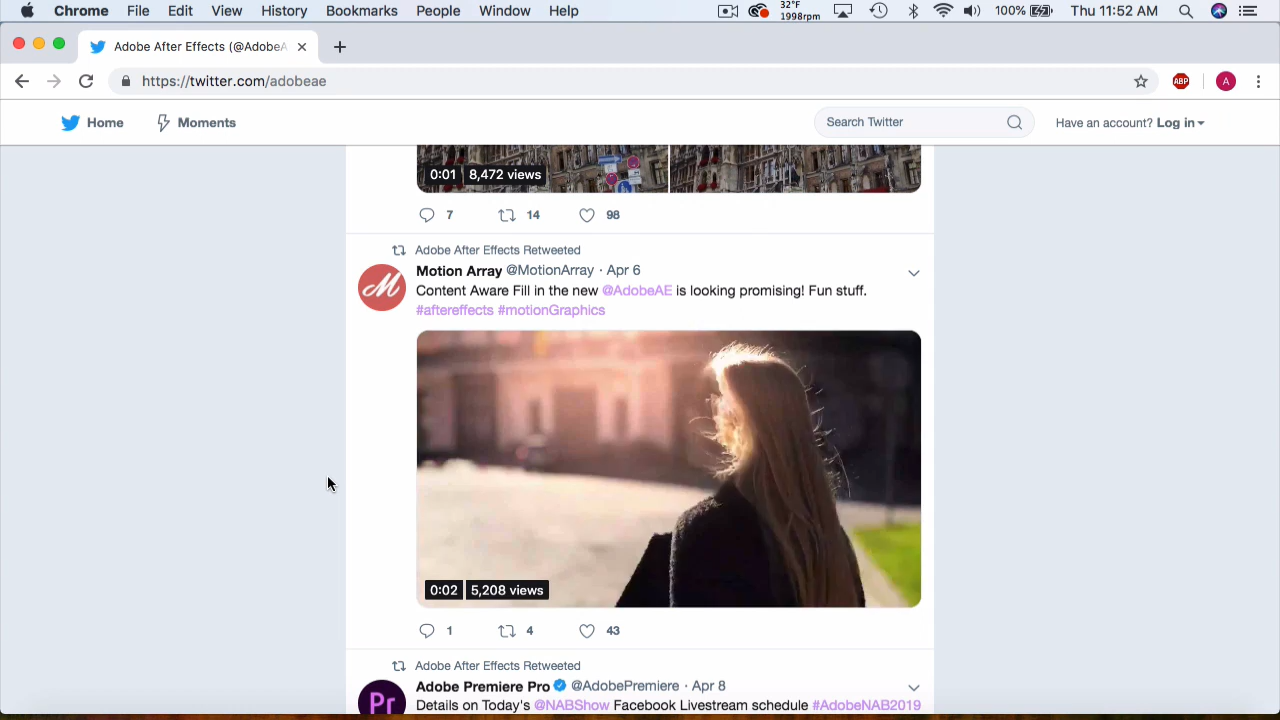 Chrome File Edit View History Bookmarks People Window Help 32°F 1998rpm 100% Thu 11:52 AM
Adobe After Effects (@AdobeA
https://twitter.com/adobeae ABP A
Home Moments Search Twitter Have an account? Log in
0:01 8,472 views
7 14 98
Adobe After Effects Retweeted
Motion Array @MotionArray · Apr 6
Content Aware Fill in the new @AdobeAE is looking promising! Fun stuff.
#aftereffects #motionGraphics
M
0:02 5,208 views
1 4 43
Adobe After Effects Retweeted
Adobe Premiere Pro @AdobePremiere · Apr 8
Pr
Details on Today's @NABShow Facebook Livestream schedule #AdobeNAB2019